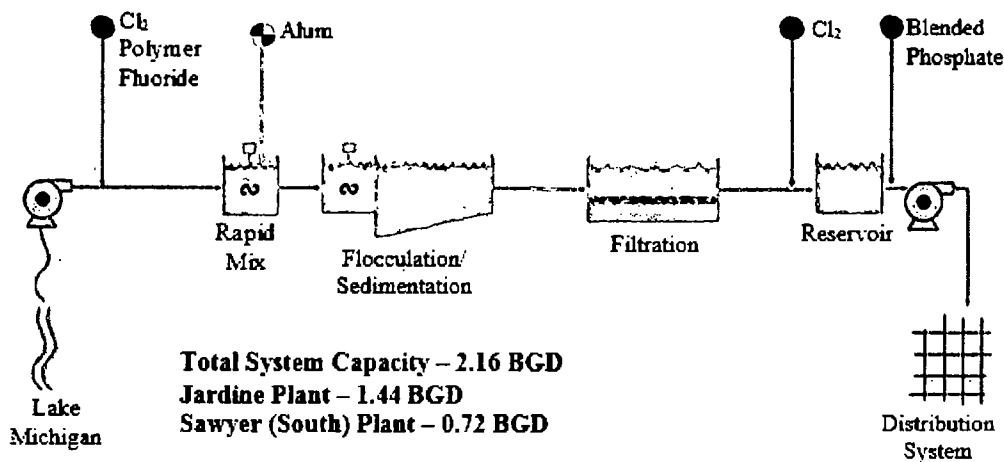 Cl₂
Polymer
Fluoride
Alum
Cl₂
Blended
Phosphate
Rapid
Mix
Flocculation/
Sedimentation
Filtration
Reservoir
Total System Capacity – 2.16 BGD
Jardine Plant – 1.44 BGD
Sawyer (South) Plant – 0.72 BGD
Lake
Michigan
Distribution
System